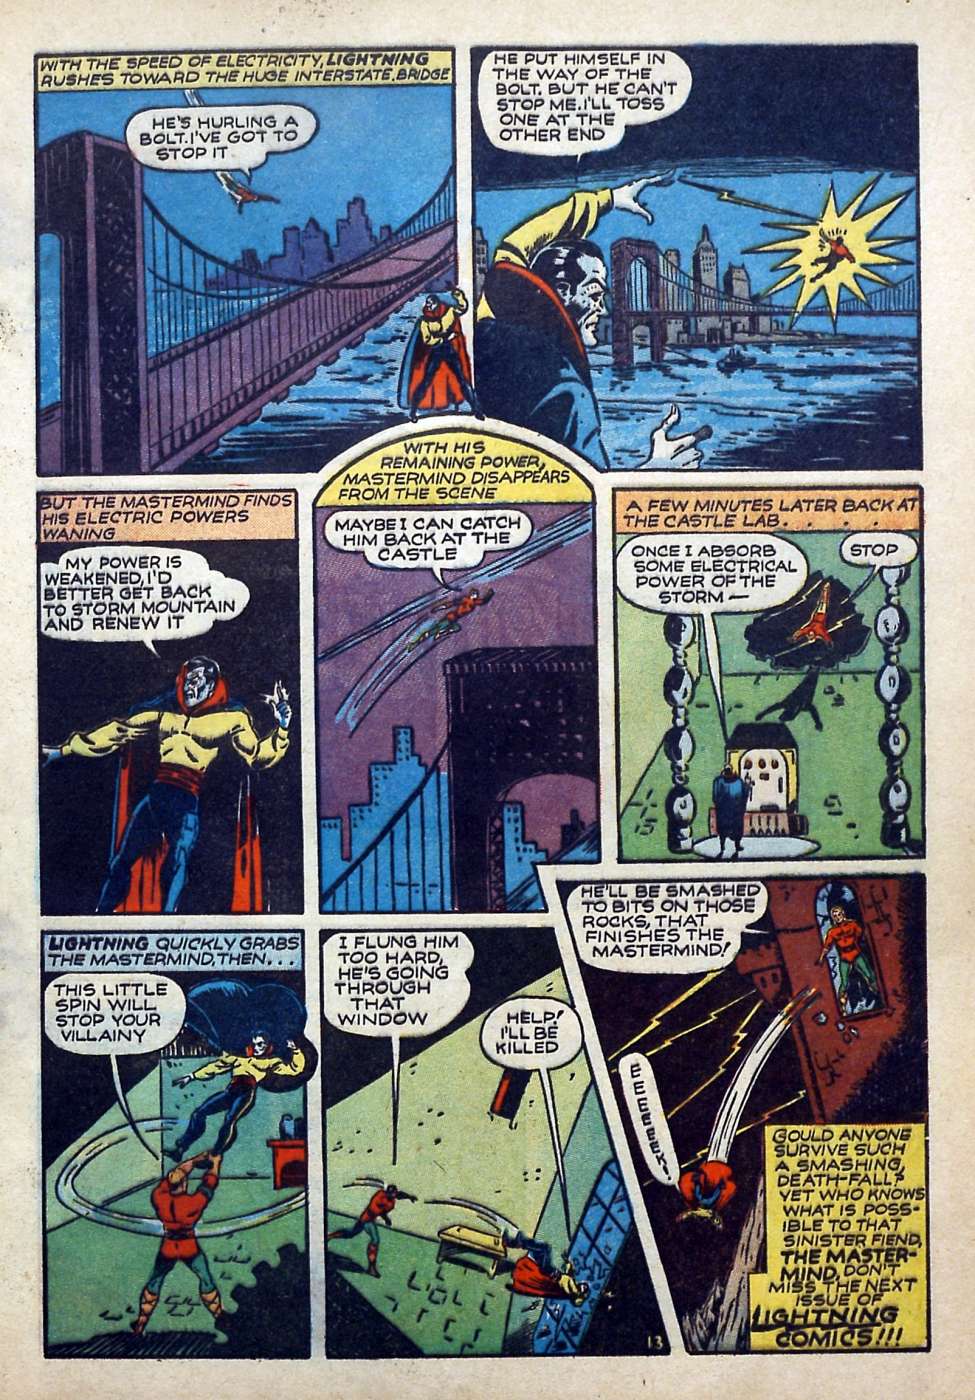 WITH THE SPEED OF ELECTRICITY, LIGHTNING
RUSHES TOWARD THE HUGE INTERSTATE, BRIDGE
HE'S HURLING A
BOLT. I'VE GOT TO
STOP IT
HE PUT HIMSELF IN
THE WAY OF THE
BOLT, BUT HE CAN'T
STOP ME. I'LL TOSS
ONE AT THE
OTHER END
BUT THE MASTERMIND FINDS
HIS ELECTRIC POWERS
WANING
MY POWER IS
WEAKENED, I'D
BETTER GET BACK
TO STORM MOUNTAIN
AND RENEW IT
WITH HIS
REMAINING POWER,
MASTERMIND DISAPPEARS
FROM THE SCENE
MAYBE I CAN CATCH
HIM BACK AT THE
CASTLE
A FEW MINUTES LATER BACK AT
THE CASTLE LAB. . . . .
ONCE I ABSORB
SOME ELECTRICAL
POWER OF THE
STORM —
STOP
LIGHTNING QUICKLY GRABS
THE MASTERMIND, THEN. . .
THIS LITTLE
SPIN WILL
STOP YOUR
VILLAINY
I FLUNG HIM
TOO HARD,
HE'S GOING
THROUGH
THAT
WINDOW
HELP!
I'LL BE
KILLED
HE'LL BE SMASHED
TO BITS ON THOSE
ROCKS, THAT
FINISHES THE
MASTERMIND!
EEEEEEEK!
COULD ANYONE
SURVIVE SUCH
A SMASHING,
DEATH-FALL?
YET WHO KNOWS
WHAT IS POSS-
IBLE TO THAT
SINISTER FIEND,
THE MASTER-
MIND, DON'T
MISS THE NEXT
ISSUE OF
LIGHTNING
COMICS!!!
13